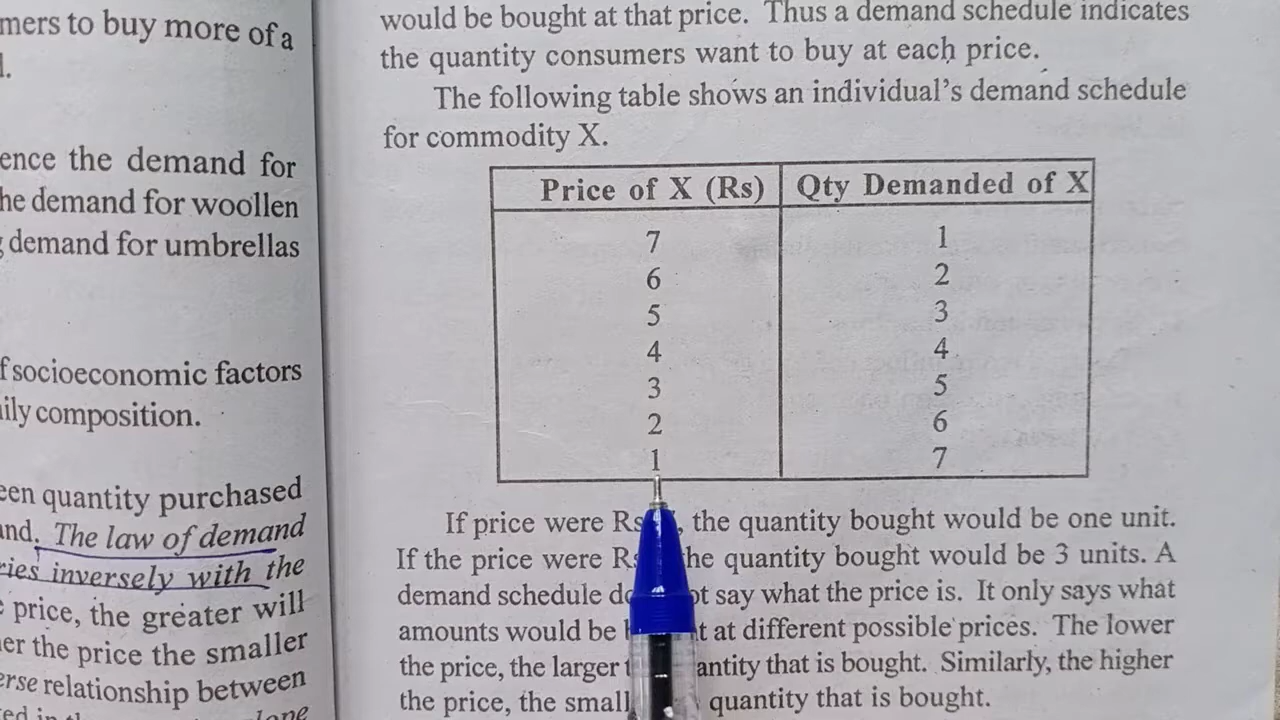 mers to buy more of a
ence the demand for
he demand for woollen
demand for umbrellas
f socioeconomic factors
ily composition.
een quantity purchased
and. The law of demand
ries inversely with the
price, the greater will
er the price the smaller
erse relationship between
would be bought at that price. Thus a demand schedule indicates
the quantity consumers want to buy at each price.
The following table shows an individual's demand schedule
for commodity X.
Price of X (Rs) Qty Demanded of X
7 1
6 2
5 3
4 4
3 5
2 6
1 7
If price were Rs , the quantity bought would be one unit.
If the price were Rs the quantity bought would be 3 units. A
demand schedule say what the price is. It only says what
amounts would be at different possible prices. The lower
the price, the larger quantity that is bought. Similarly, the higher
the price, the small quantity that is bought.